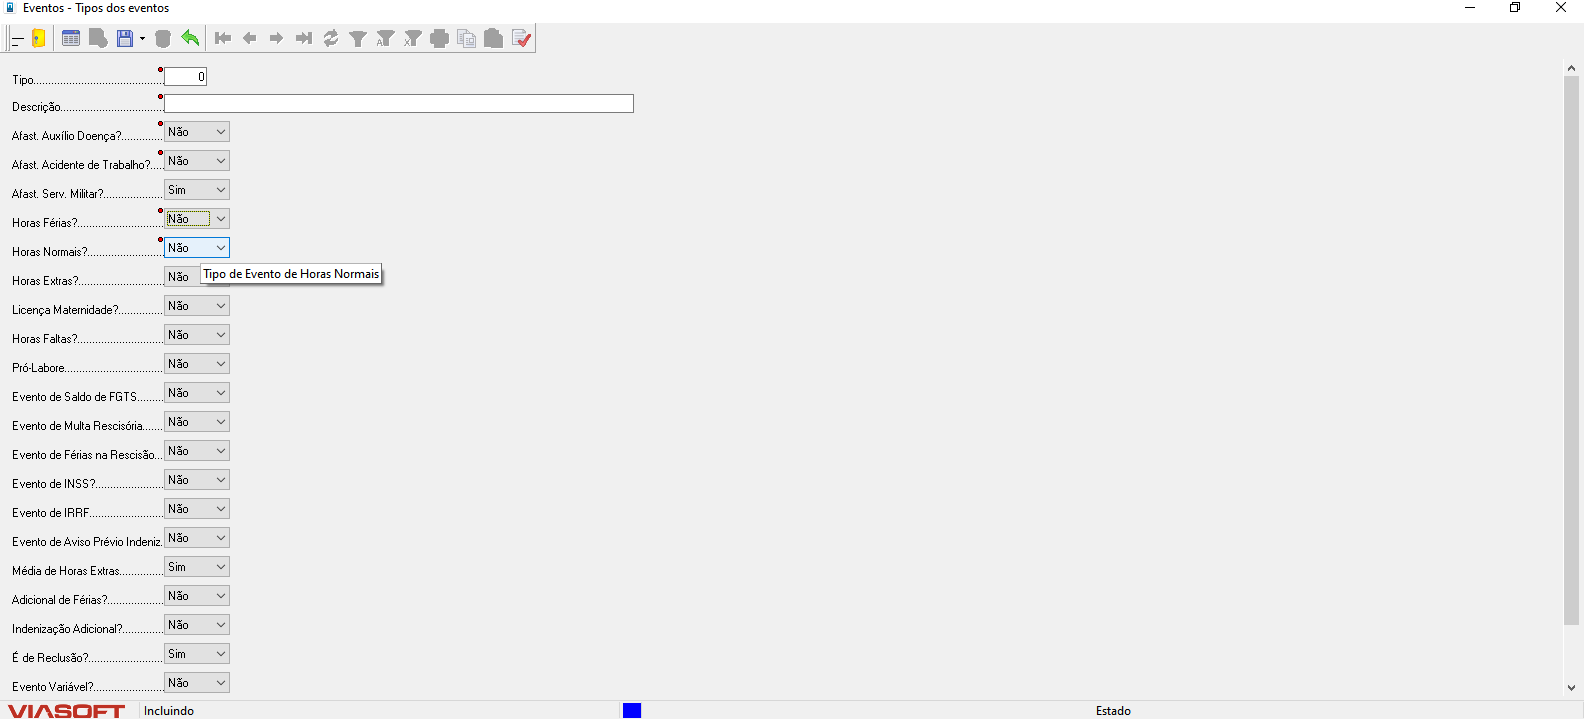 Eventos - Tipos dos eventos
Tipo 0
Descrição
Afast. Auxílio Doença? Não
Afast. Acidente de Trabalho? Não
Afast. Serv. Militar? Sim
Horas Férias? Não
Horas Normais? Não
Tipo de Evento de Horas Normais
Horas Extras? Não
Licença Maternidade? Não
Horas Faltas? Não
Pró-Labore Não
Evento de Saldo de FGTS Não
Evento de Multa Rescisória Não
Evento de Férias na Rescisão Não
Evento de INSS? Não
Evento de IRRF Não
Evento de Aviso Prévio Indeniz. Não
Média de Horas Extras Sim
Adicional de Férias? Não
Indenização Adicional? Não
É de Reclusão? Sim
Evento Variável? Não
VIASOFT Incluindo Estado